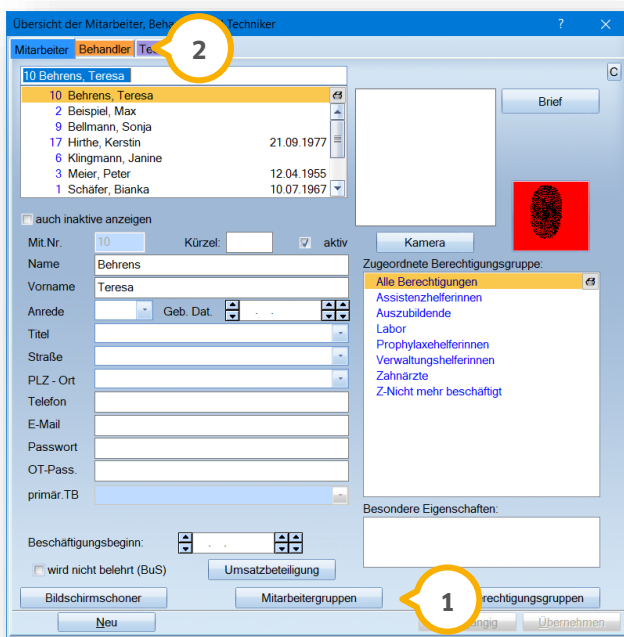 Übersicht der Mitarbeiter, Beha Techniker ? ×
Mitarbeiter Behandler Te
2
10 Behrens, Teresa
C
10 Behrens, Teresa
2 Beispiel, Max
9 Bellmann, Sonja
17 Hirthe, Kerstin 21.09.1977
6 Klingmann, Janine
3 Meier, Peter 12.04.1955
1 Schäfer, Bianka 10.07.1967
Brief
auch inaktive anzeigen
Mit.Nr. 10 Kürzel: aktiv
Kamera
Name Behrens
Vorname Teresa
Anrede Geb. Dat. . .
Titel
Straße
PLZ - Ort
Telefon
E-Mail
Passwort
OT-Pass.
primär.TB
Zugeordnete Berechtigungsgruppe:
Alle Berechtigungen
Assistenzhelferinnen
Auszubildende
Labor
Prophylaxehelferinnen
Verwaltungshelferinnen
Zahnärzte
Z-Nicht mehr beschäftigt
Besondere Eigenschaften:
Beschäftigungsbeginn: . .
wird nicht belehrt (BuS) Umsatzbeteiligung
Bildschirmschoner Mitarbeitergruppen 1 rechtigungsgruppen
Neu ngig Übernehmen